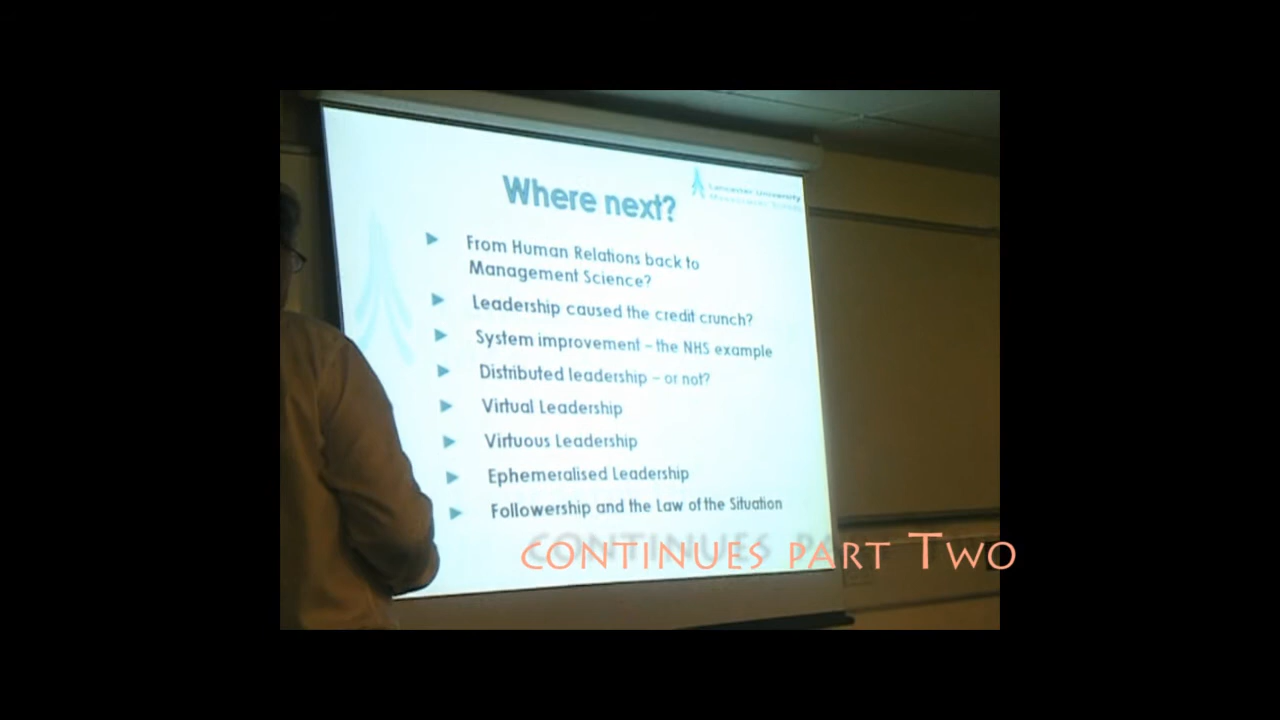 Lancaster University
Where next?
From Human Relations back to
Management Science?
Leadership caused the credit crunch?
System improvement – the NHS example
Distributed leadership – or not?
Virtual Leadership
Virtuous Leadership
Ephemeralised Leadership
Followership and the Law of the Situation
CONTINUES PART TWO